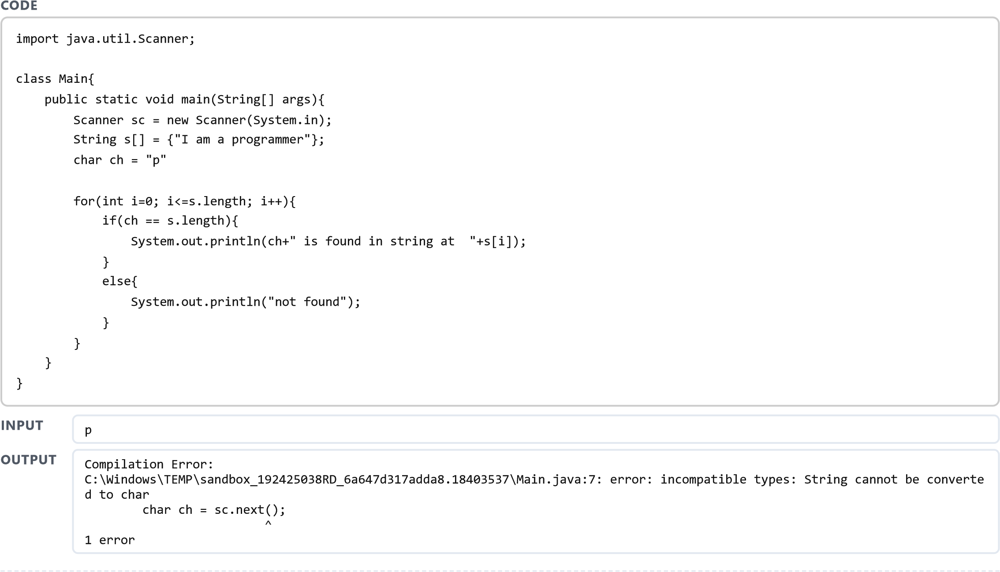 CODE
import java.util.Scanner;

class Main{
    public static void main(String[] args){
        Scanner sc = new Scanner(System.in);
        String s[] = {"I am a programmer"};
        char ch = "p"

        for(int i=0; i<=s.length; i++){
            if(ch == s.length){
                System.out.println(ch+" is found in string at  "+s[i]);
            }
            else{
                System.out.println("not found");
            }
        }
    }
}
INPUT
p
OUTPUT
Compilation Error:
C:\Windows\TEMP\sandbox_192425038RD_6a647d317adda8.18403537\Main.java:7: error: incompatible types: String cannot be converte
d to char
        char ch = sc.next();
                         ^
1 error